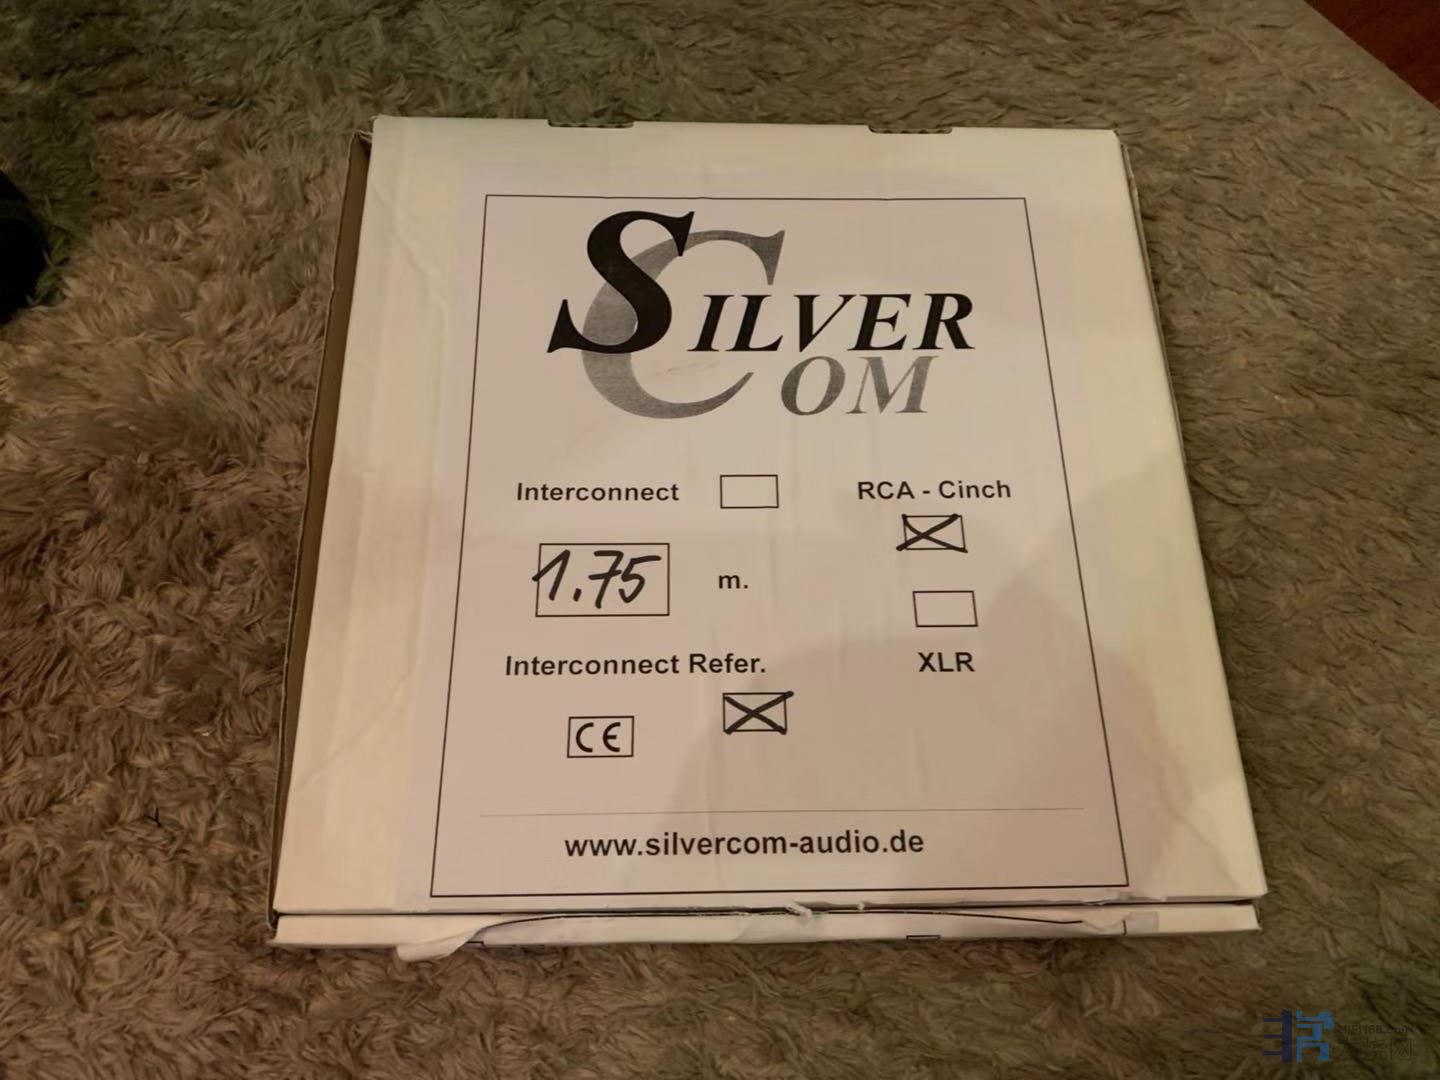 SILVER
COM
Interconnect
RCA - Cinch
1.75 m.
Interconnect Refer.
XLR
CE
www.silvercom-audio.de